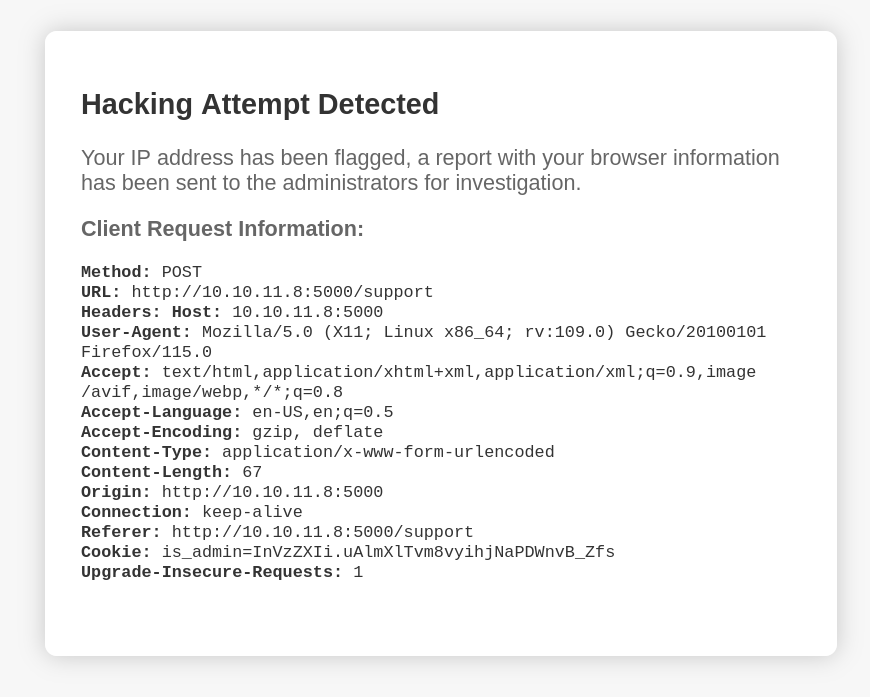 Hacking Attempt Detected
Your IP address has been flagged, a report with your browser information
has been sent to the administrators for investigation.
Client Request Information:
Method: POST
URL: http://10.10.11.8:5000/support
Headers: Host: 10.10.11.8:5000
User-Agent: Mozilla/5.0 (X11; Linux x86_64; rv:109.0) Gecko/20100101
Firefox/115.0
Accept: text/html,application/xhtml+xml,application/xml;q=0.9,image
/avif,image/webp,*/*;q=0.8
Accept-Language: en-US,en;q=0.5
Accept-Encoding: gzip, deflate
Content-Type: application/x-www-form-urlencoded
Content-Length: 67
Origin: http://10.10.11.8:5000
Connection: keep-alive
Referer: http://10.10.11.8:5000/support
Cookie: is_admin=InVzZXIi.uAlmXlTvm8vyihjNaPDWnvB_Zfs
Upgrade-Insecure-Requests: 1